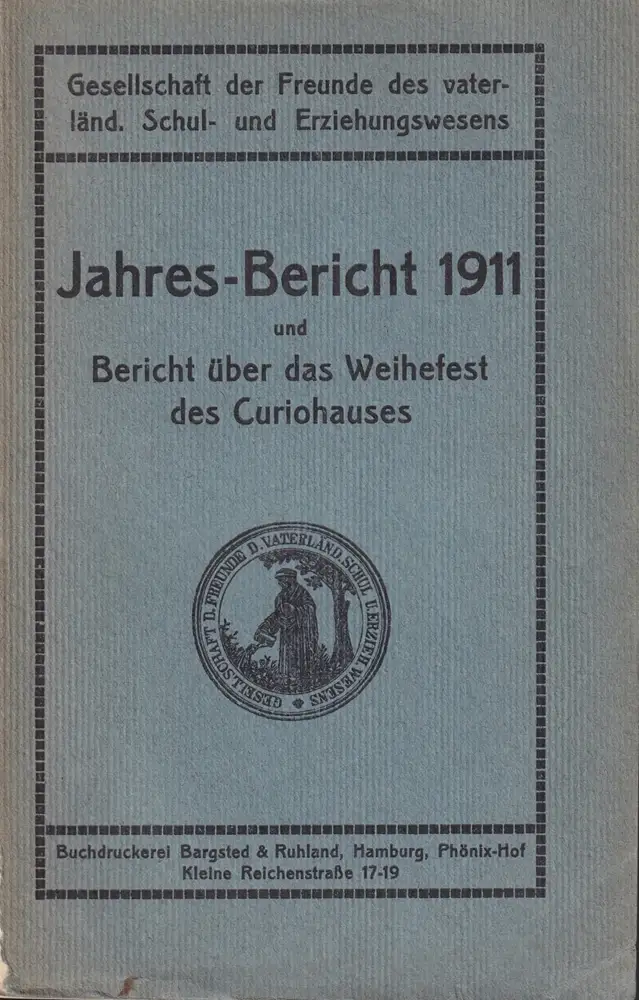 Gesellschaft der Freunde des vater-
länd. Schul- und Erziehungswesens
Jahres-Bericht 1911
und
Bericht über das Weihefest
des Curiohauses
GESELLSCHAFT D. FREUNDE D. VATERLÄND. SCHUL U. ERZIEH. WESENS
Buchdruckerei Bargsted & Ruhland, Hamburg, Phönix-Hof
Kleine Reichenstraße 17-19